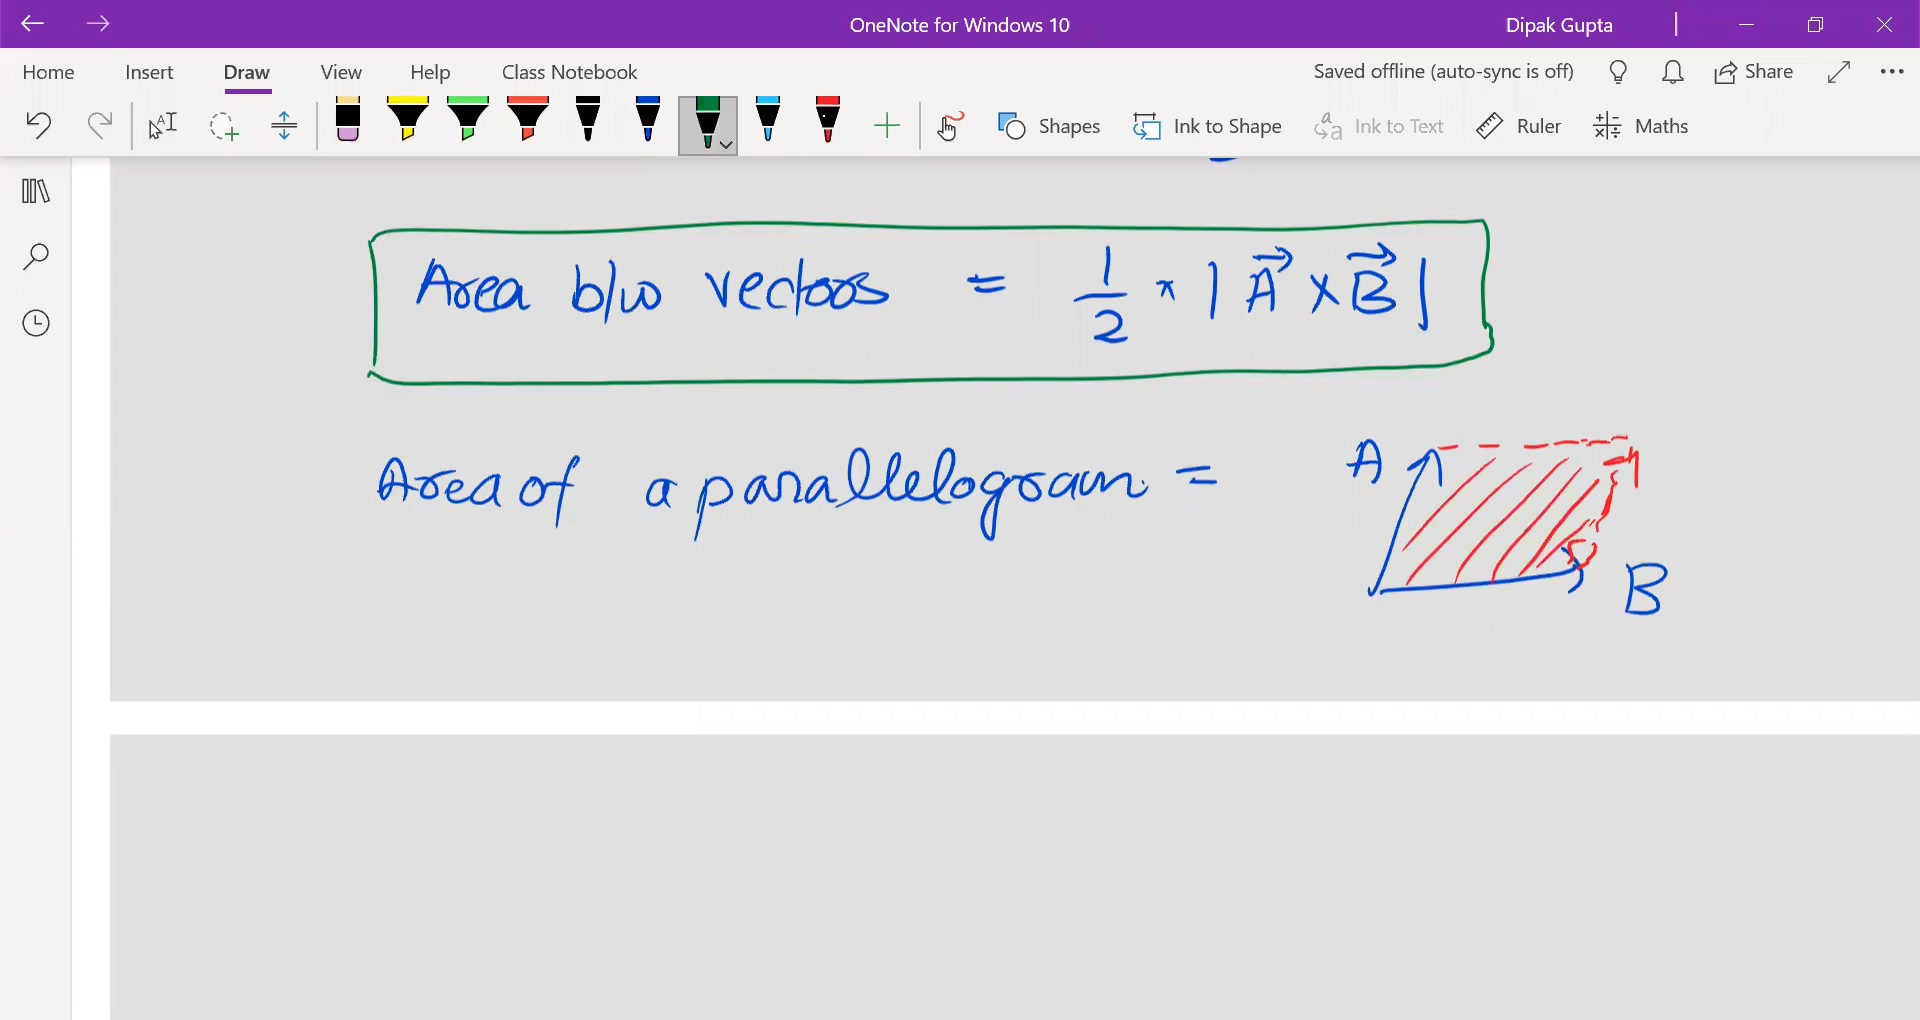 OneNote for Windows 10
Dipak Gupta
Home Insert Draw View Help Class Notebook
Saved offline (auto-sync is off) Share
Shapes Ink to Shape Ink to Text Ruler Maths
Area b/w vectors = 1/2 × |A⃗ × B⃗|
Area of a parallelogram =
A
B